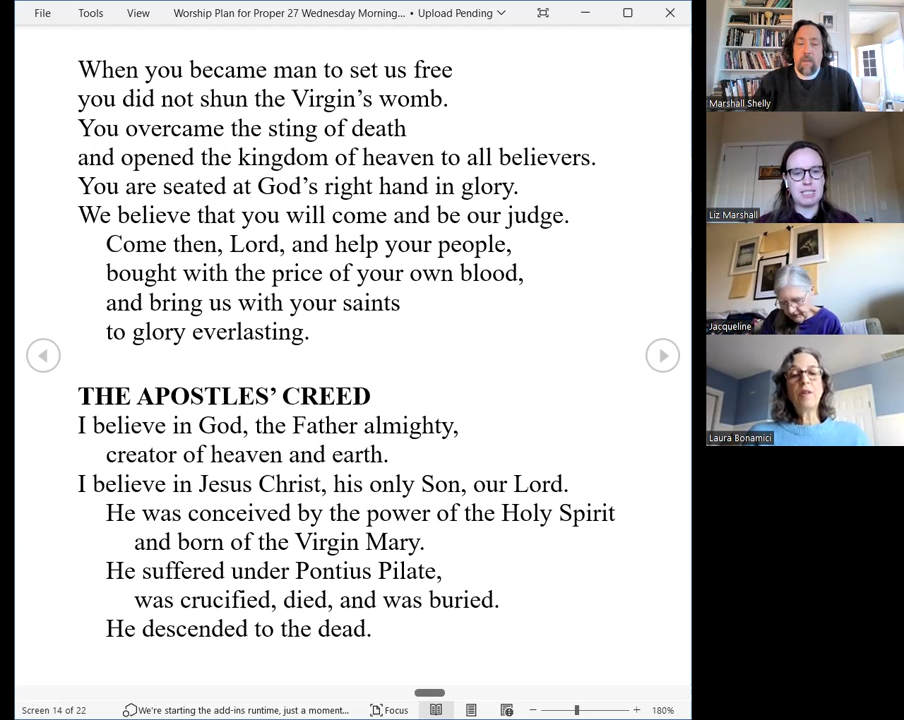 File Tools View Worship Plan for Proper 27 Wednesday Morning... • Upload Pending
When you became man to set us free
you did not shun the Virgin’s womb.
You overcame the sting of death
and opened the kingdom of heaven to all believers.
You are seated at God’s right hand in glory.
We believe that you will come and be our judge.
Come then, Lord, and help your people,
bought with the price of your own blood,
and bring us with your saints
to glory everlasting.
THE APOSTLES’ CREED
I believe in God, the Father almighty,
creator of heaven and earth.
I believe in Jesus Christ, his only Son, our Lord.
He was conceived by the power of the Holy Spirit
and born of the Virgin Mary.
He suffered under Pontius Pilate,
was crucified, died, and was buried.
He descended to the dead.
Screen 14 of 22 We're starting the add-ins runtime, just a moment... Focus 180%
Marshall Shelly
Liz Marshall
Jacqueline
Laura Bonamici